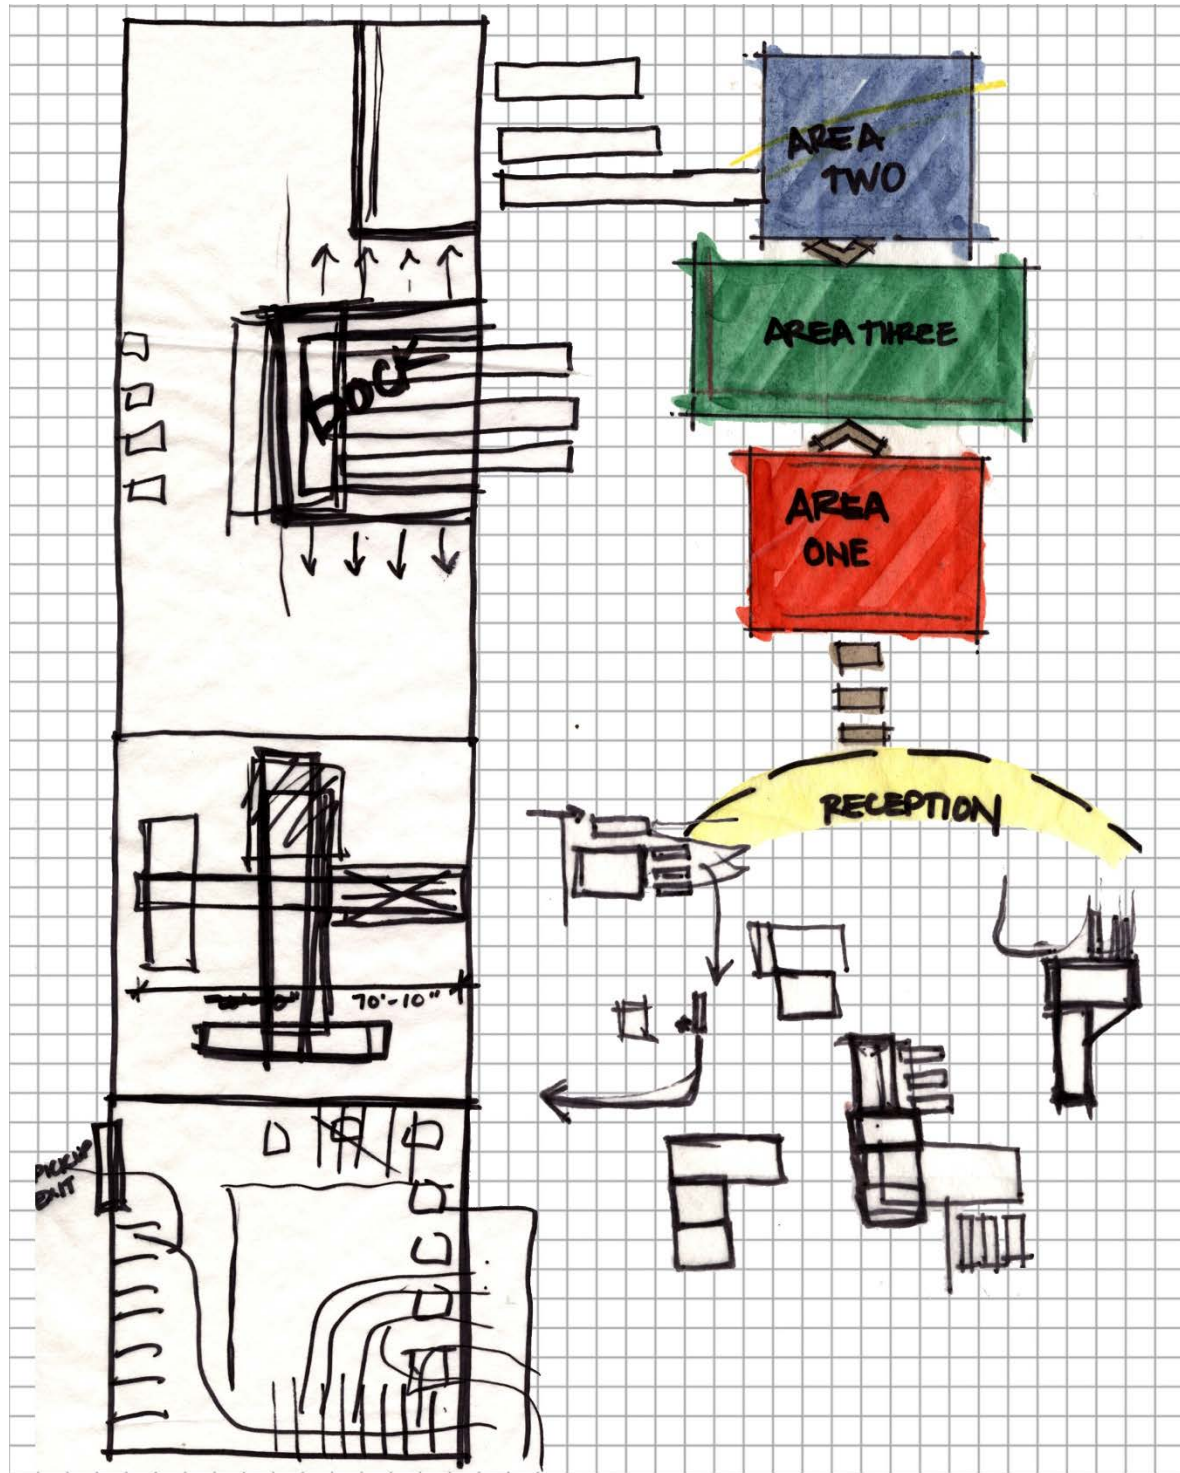 AREA
TWO
AREA THREE
DOCK
AREA
ONE
RECEPTION
70'-10"
PICKUP
EXIT